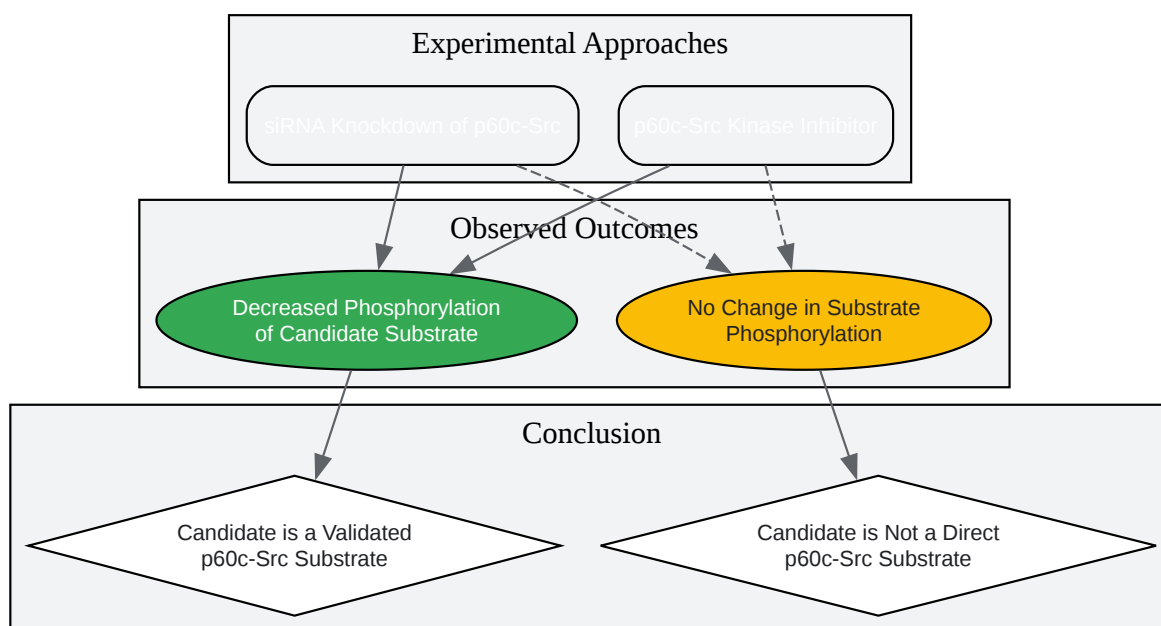 Experimental Approaches
siRNA Knockdown of p60c-Src
p60c-Src Kinase Inhibitor
Observed Outcomes
Decreased Phosphorylation
of Candidate Substrate
No Change in Substrate
Phosphorylation
Conclusion
Candidate is a Validated
p60c-Src Substrate
Candidate is Not a Direct
p60c-Src Substrate